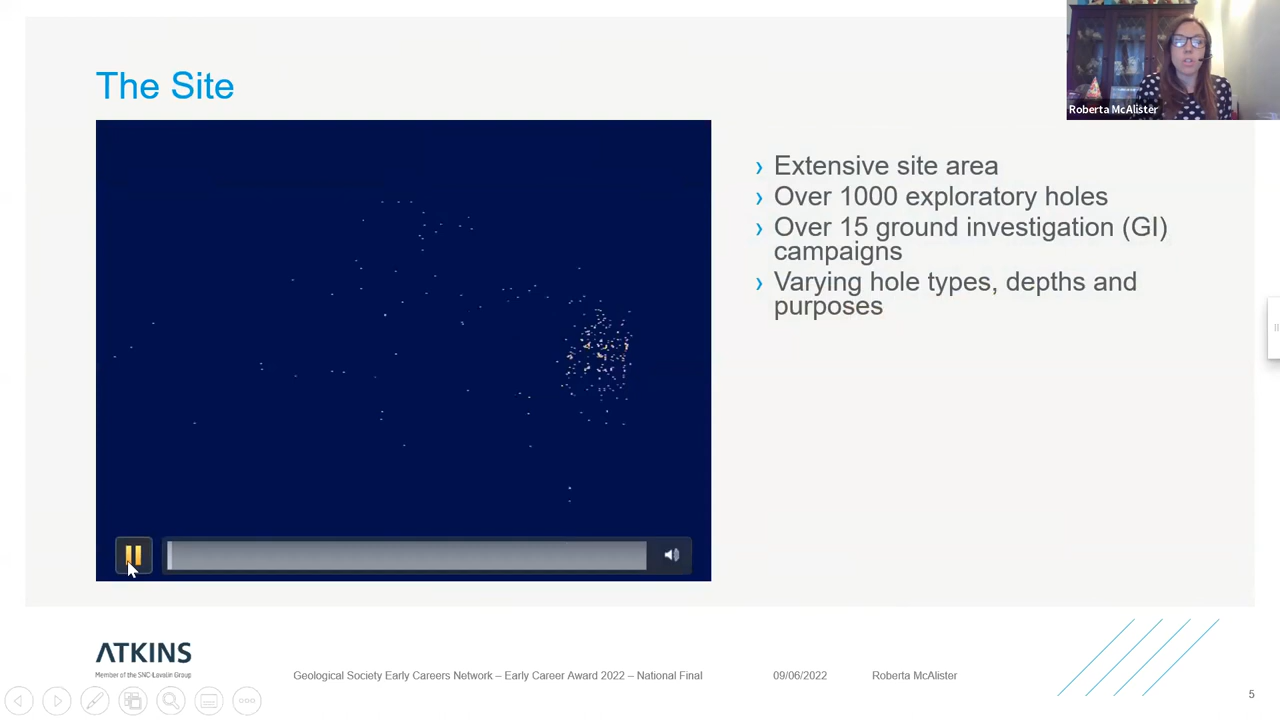 The Site
Roberta McAlister
› Extensive site area
› Over 1000 exploratory holes
› Over 15 ground investigation (GI)
campaigns
› Varying hole types, depths and
purposes
ATKINS
Member of the SNC-Lavalin Group
Geological Society Early Careers Network – Early Career Award 2022 – National Final
09/06/2022
Roberta McAlister
5